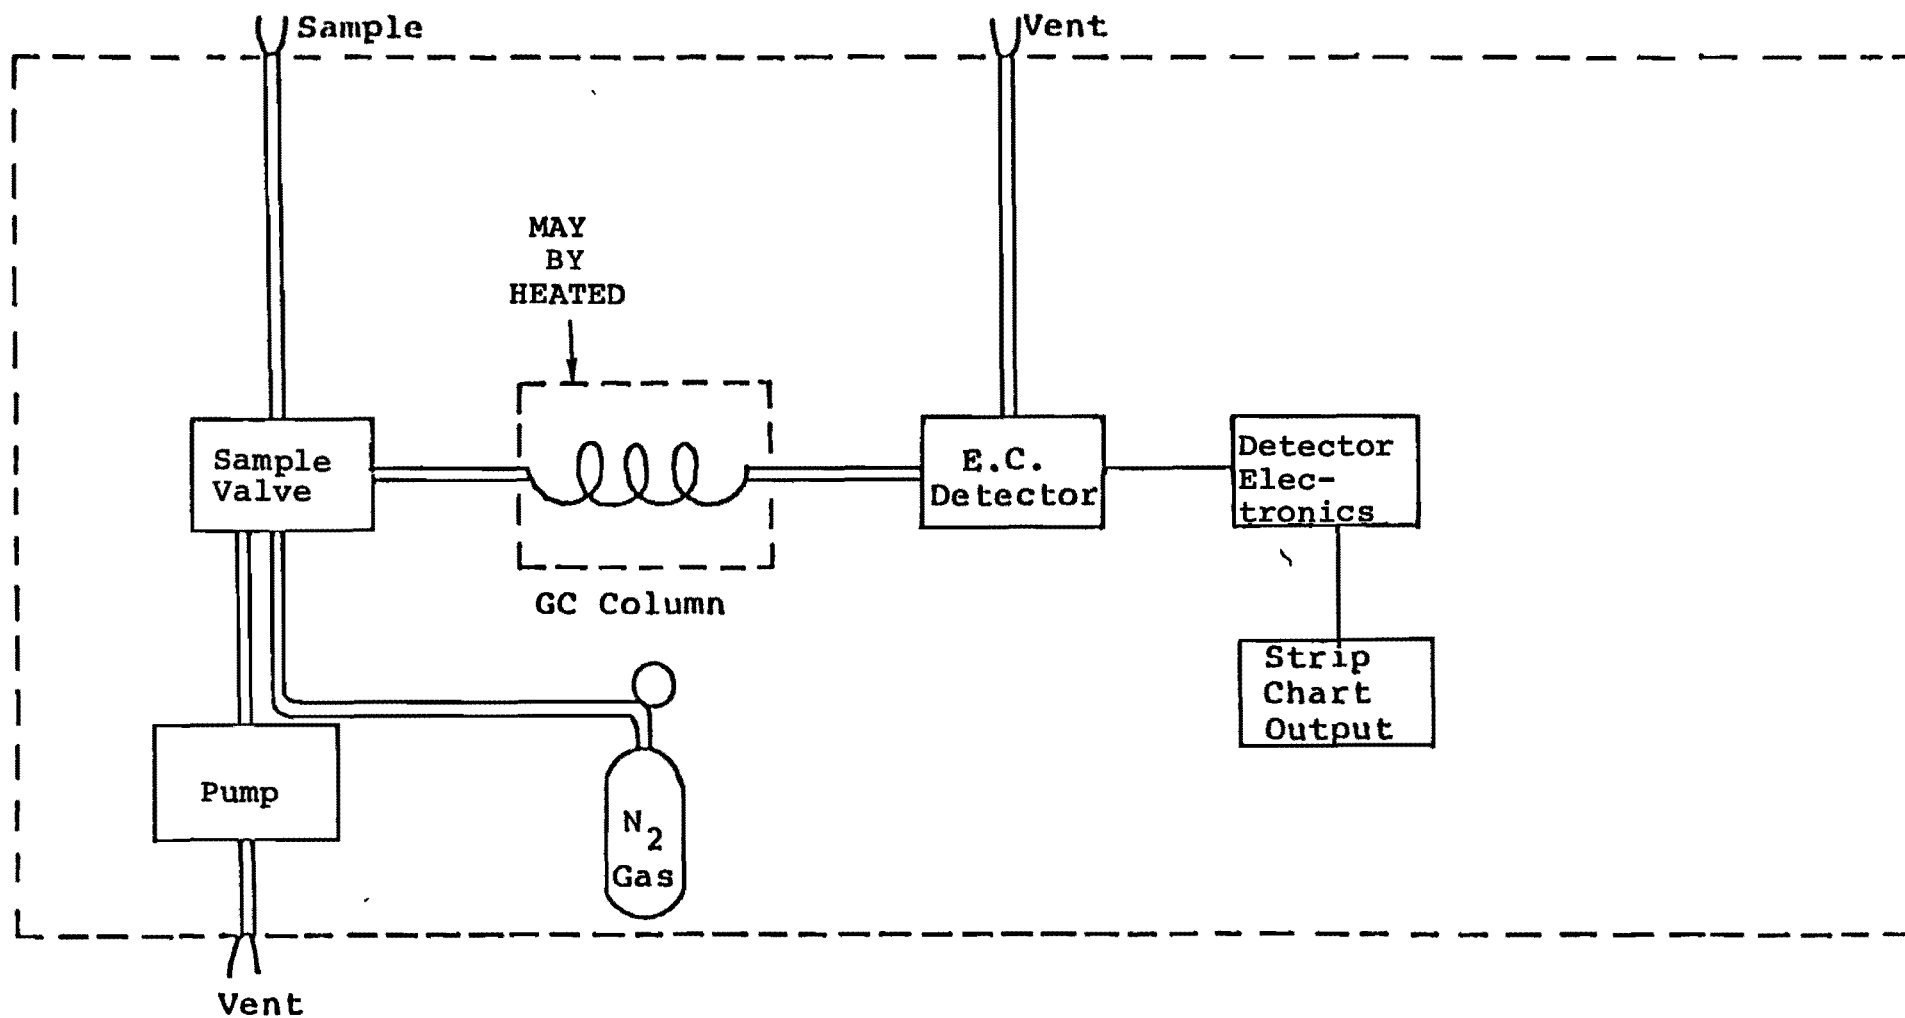 Sample
Vent
MAY
BY
HEATED
Sample
Valve
E.C.
Detector
Detector
Elec-
tronics
GC Column
Strip
Chart
Output
Pump
N2
Gas
Vent